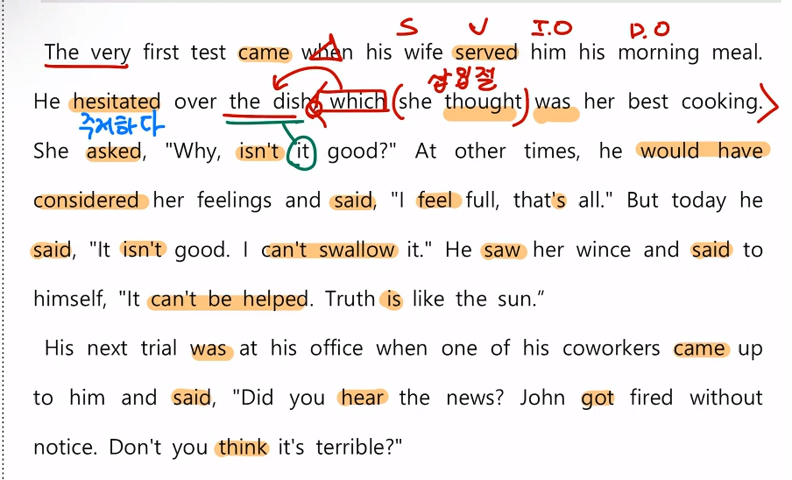 S V I.O D.O
The very first test came when his wife served him his morning meal.
삽입절
He hesitated over the dish, which (she thought) was her best cooking.
주저하다
She asked, "Why, isn't it good?" At other times, he would have
considered her feelings and said, "I feel full, that's all." But today he
said, "It isn't good. I can't swallow it." He saw her wince and said to
himself, "It can't be helped. Truth is like the sun."
His next trial was at his office when one of his coworkers came up
to him and said, "Did you hear the news? John got fired without
notice. Don't you think it's terrible?"